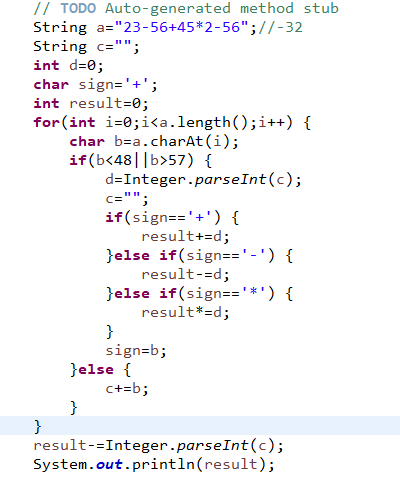 // TODO Auto-generated method stub
String a="23-56+45*2-56";//-32
String c="";
int d=0;
char sign='+';
int result=0;
for(int i=0;i<a.length();i++) {
    char b=a.charAt(i);
    if(b<48||b>57) {
        d=Integer.parseInt(c);
        c="";
        if(sign=='+') {
            result+=d;
        }else if(sign=='-') {
            result-=d;
        }else if(sign=='*') {
            result*=d;
        }
        sign=b;
    }else {
        c+=b;
    }
}
result-=Integer.parseInt(c);
System.out.println(result);